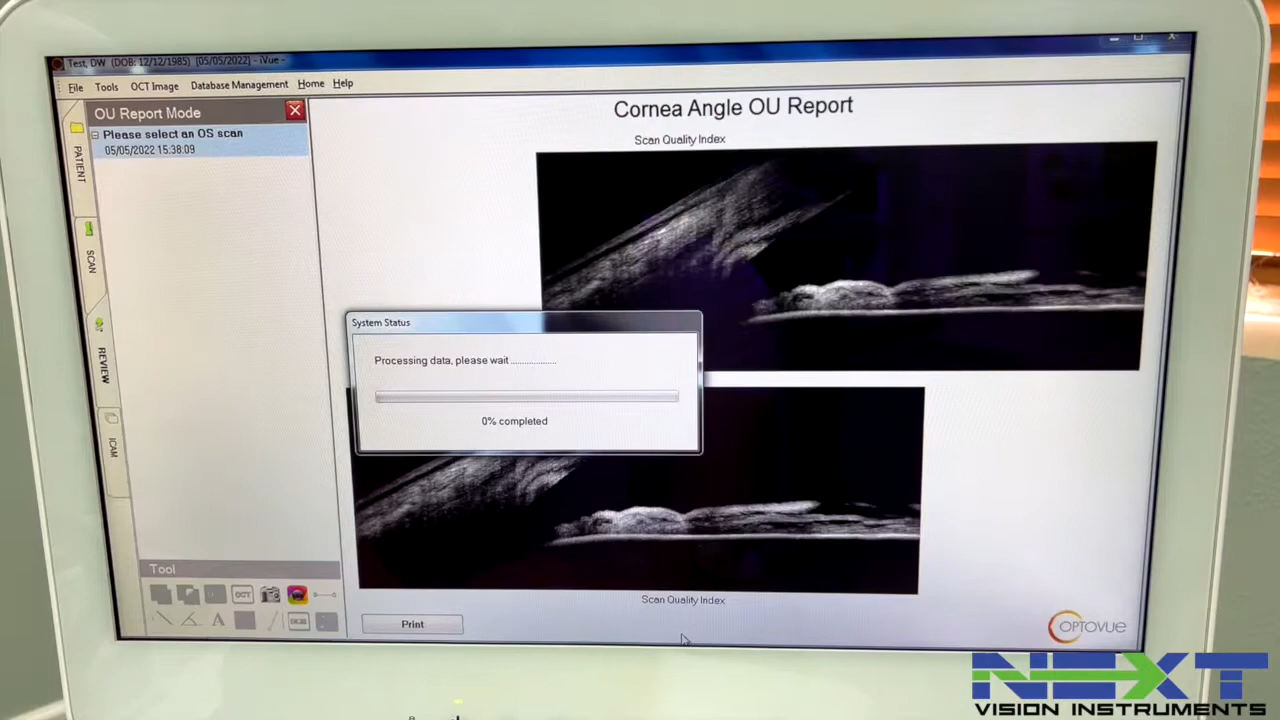 Test, DW (DOB: 12/12/1985) [05/05/2022] - iVue -
File Tools OCT Image Database Management Home Help
OU Report Mode
Please select an OS scan
05/05/2022 15:38:09
PATIENT
SCAN
REVIEW
ICAM
Cornea Angle OU Report
Scan Quality Index
System Status
Processing data, please wait...................
0% completed
Scan Quality Index
Tool
OCT
A
Print
OPTOVUE
NEXT
VISION INSTRUMENTS